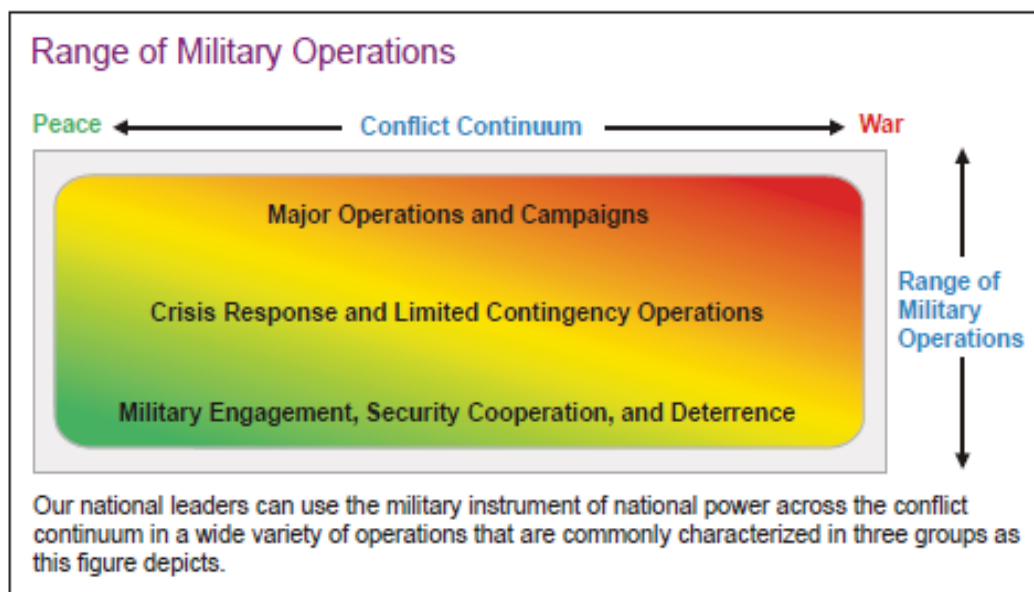 Range of Military Operations
Peace Conflict Continuum War
Major Operations and Campaigns
Crisis Response and Limited Contingency Operations
Military Engagement, Security Cooperation, and Deterrence
Range of
Military
Operations
Our national leaders can use the military instrument of national power across the conflict
continuum in a wide variety of operations that are commonly characterized in three groups as
this figure depicts.